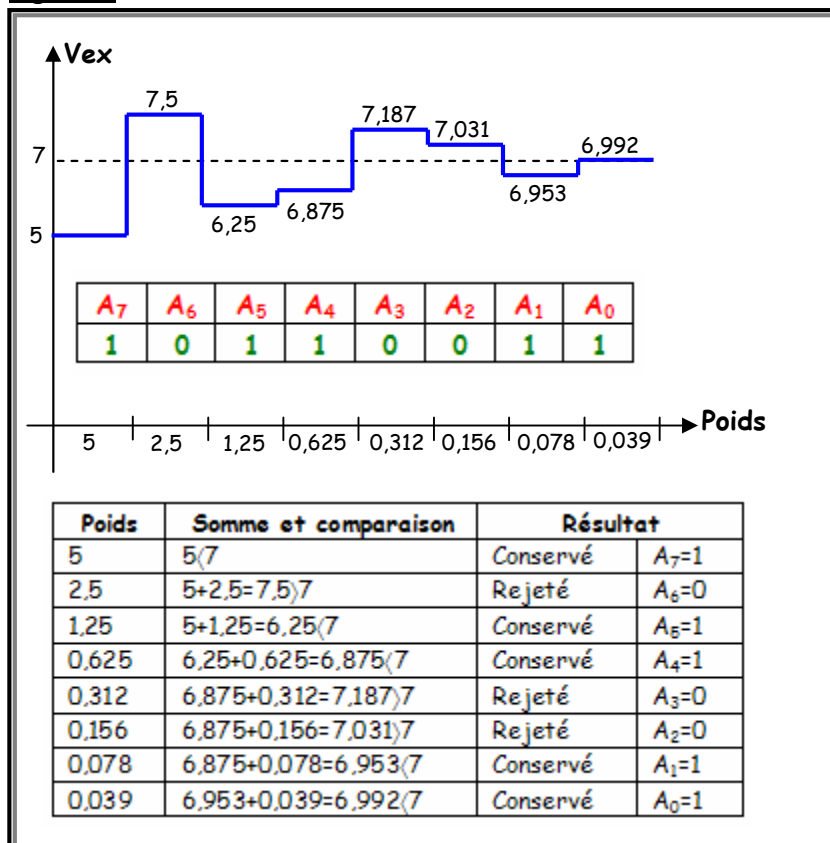 Vex
7,5
7,187
7,031
7
6,992
6,953
6,875
6,25
5
A₇ A₆ A₅ A₄ A₃ A₂ A₁ A₀
1 0 1 1 0 0 1 1
Poids
5 2,5 1,25 0,625 0,312 0,156 0,078 0,039
Poids Somme et comparaison Résultat
5 5⟨7 Conservé A₇=1
2,5 5+2,5=7,5⟩7 Rejeté A₆=0
1,25 5+1,25=6,25⟨7 Conservé A₅=1
0,625 6,25+0,625=6,875⟨7 Conservé A₄=1
0,312 6,875+0,312=7,187⟩7 Rejeté A₃=0
0,156 6,875+0,156=7,031⟩7 Rejeté A₂=0
0,078 6,875+0,078=6,953⟨7 Conservé A₁=1
0,039 6,953+0,039=6,992⟨7 Conservé A₀=1